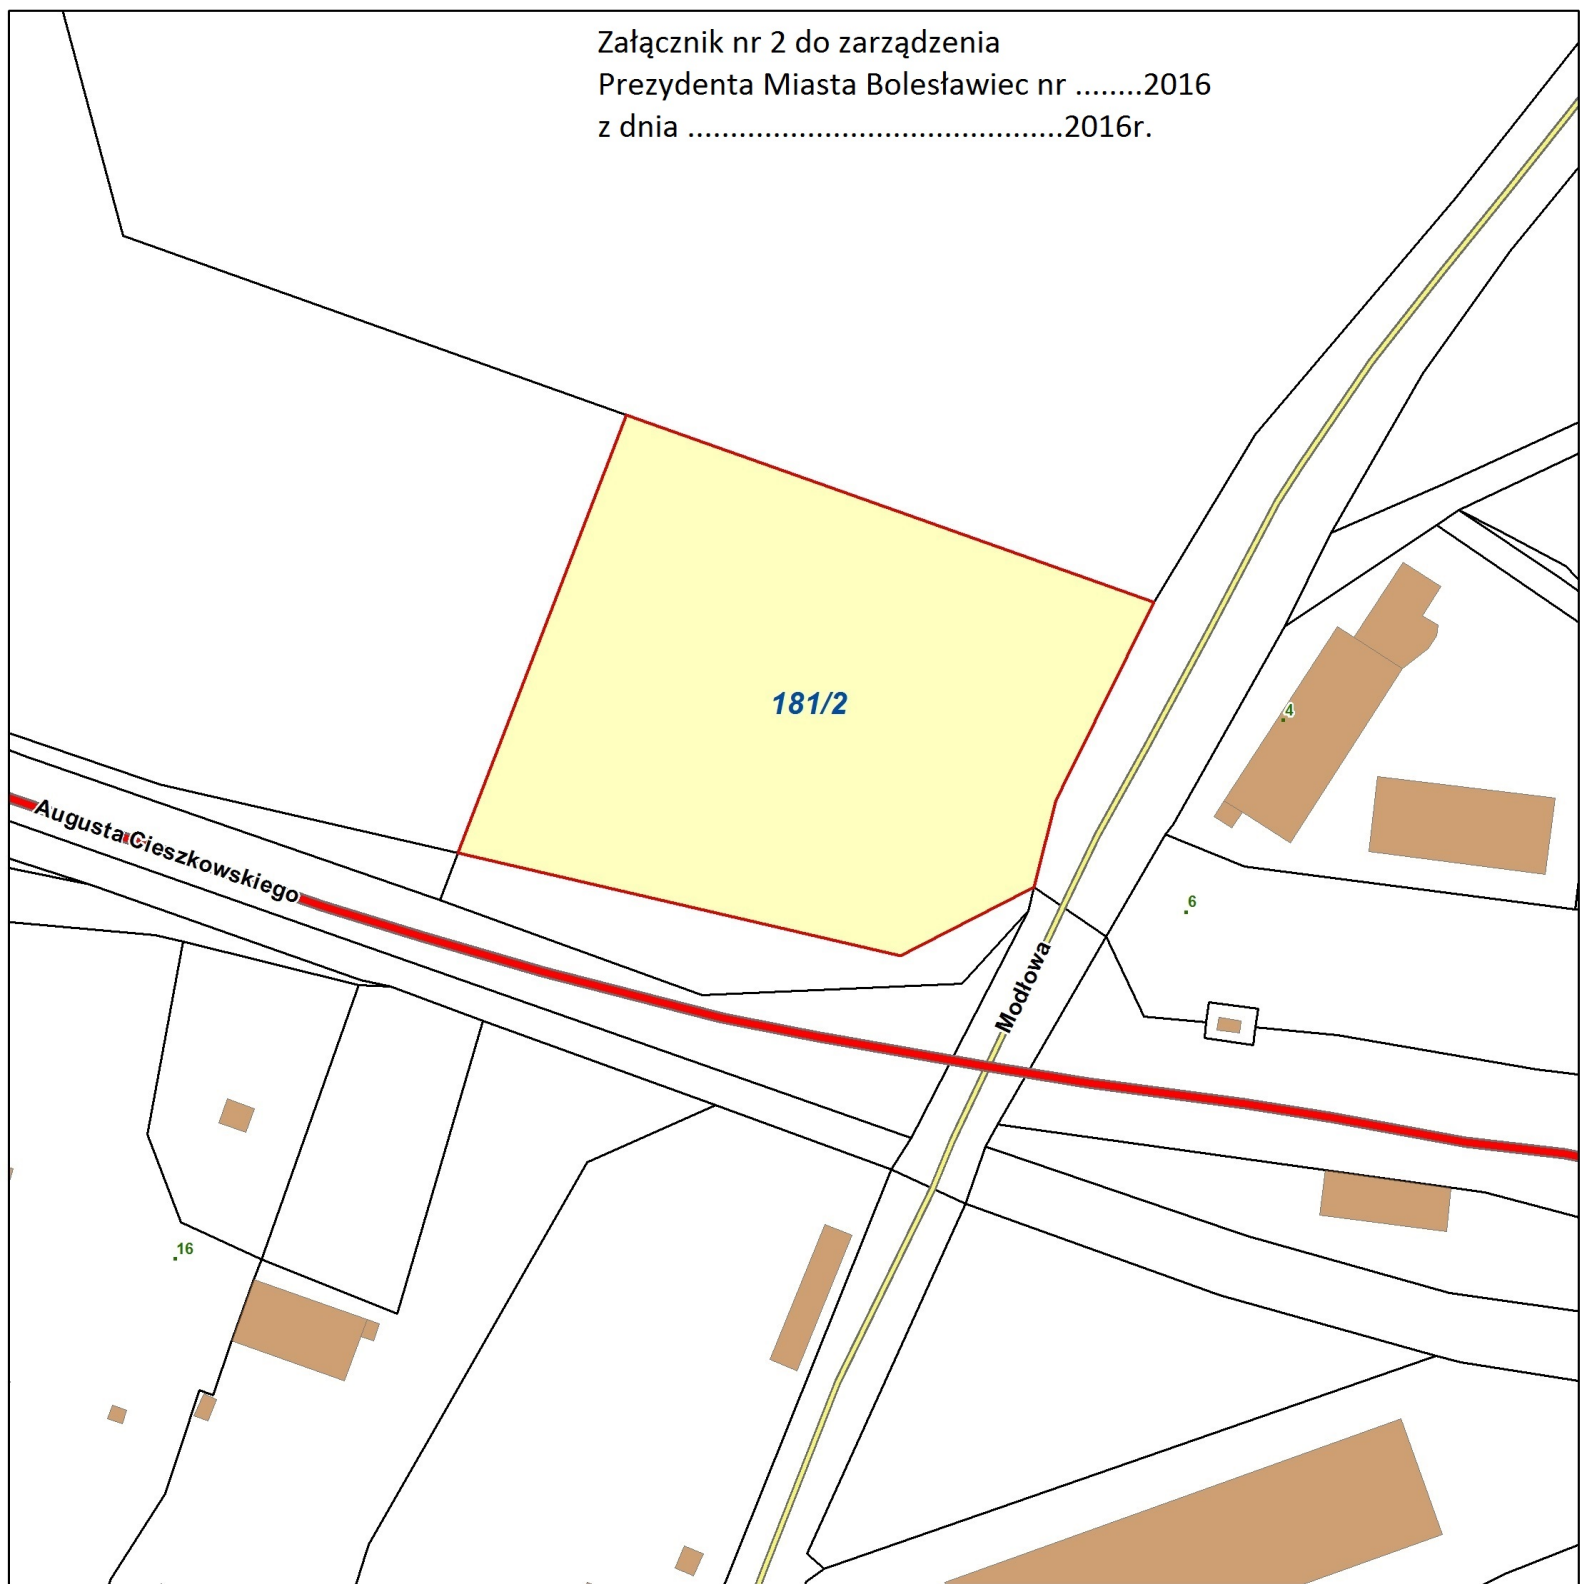 Załącznik nr 2 do zarządzenia
Prezydenta Miasta Bolesławiec nr ........2016
z dnia ............................................2016r.
181/2
4
Augusta Cieszkowskiego
6
Modłowa
16